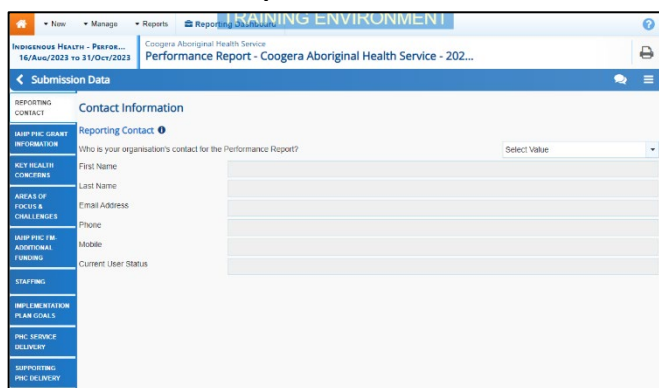 TRAINING ENVIRONMENT
New Manage Reports Reporting Dashboard
INDIGENOUS HEALTH - PERFOR...
16/AUG/2023 TO 31/OCT/2023
Coogera Aboriginal Health Service
Performance Report - Coogera Aboriginal Health Service - 202...
Submission Data
REPORTING
CONTACT
IAHP PHC GRANT
INFORMATION
KEY HEALTH
CONCERNS
AREAS OF
FOCUS &
CHALLENGES
IAHP PHC FM-
ADDITIONAL
FUNDING
STAFFING
IMPLEMENTATION
PLAN GOALS
PHC SERVICE
DELIVERY
SUPPORTING
PHC DELIVERY
Contact Information
Reporting Contact
Who is your organisation's contact for the Performance Report? Select Value
First Name
Last Name
Email Address
Phone
Mobile
Current User Status